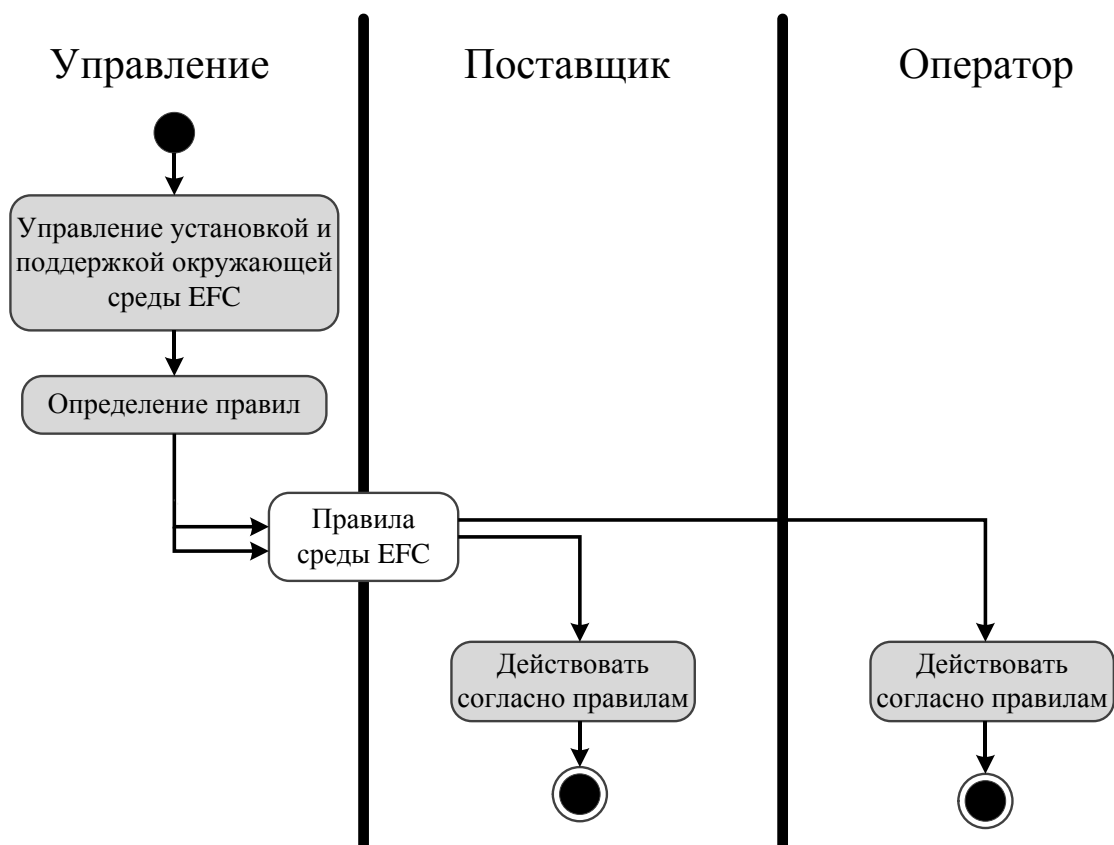 Управление
Поставщик
Оператор
Управление установкой и
поддержкой окружающей
среды EFC
Определение правил
Правила
среды EFC
Действовать
согласно правилам
Действовать
согласно правилам